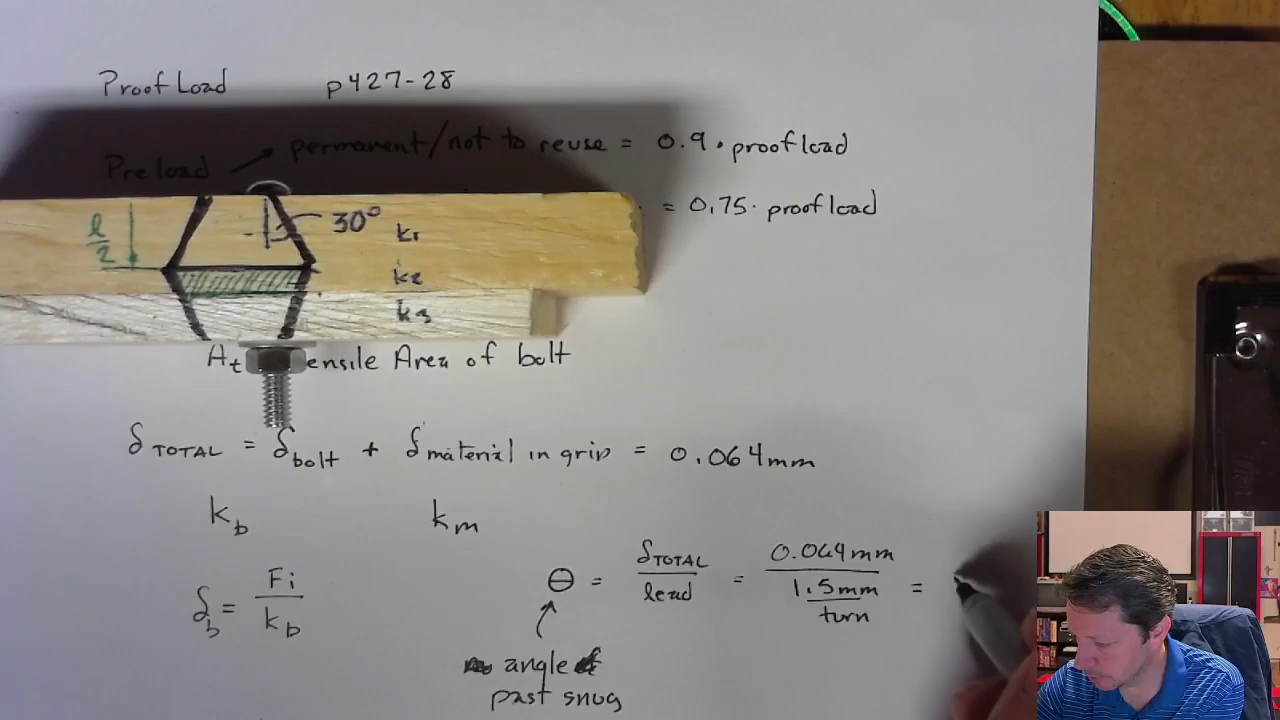 Proof Load p427-28
permanent/not to reuse = 0.9 · proof load
Preload
= 0.75 · proof load
l/2 30° k1
k2
k3
At ensile Area of bolt
δTOTAL = δbolt + δmaterial in grip = 0.064mm
kb km
δb = Fi/kb
θ = δTOTAL/lead = 0.064mm/(1.5mm/turn) =
angle of
past snug